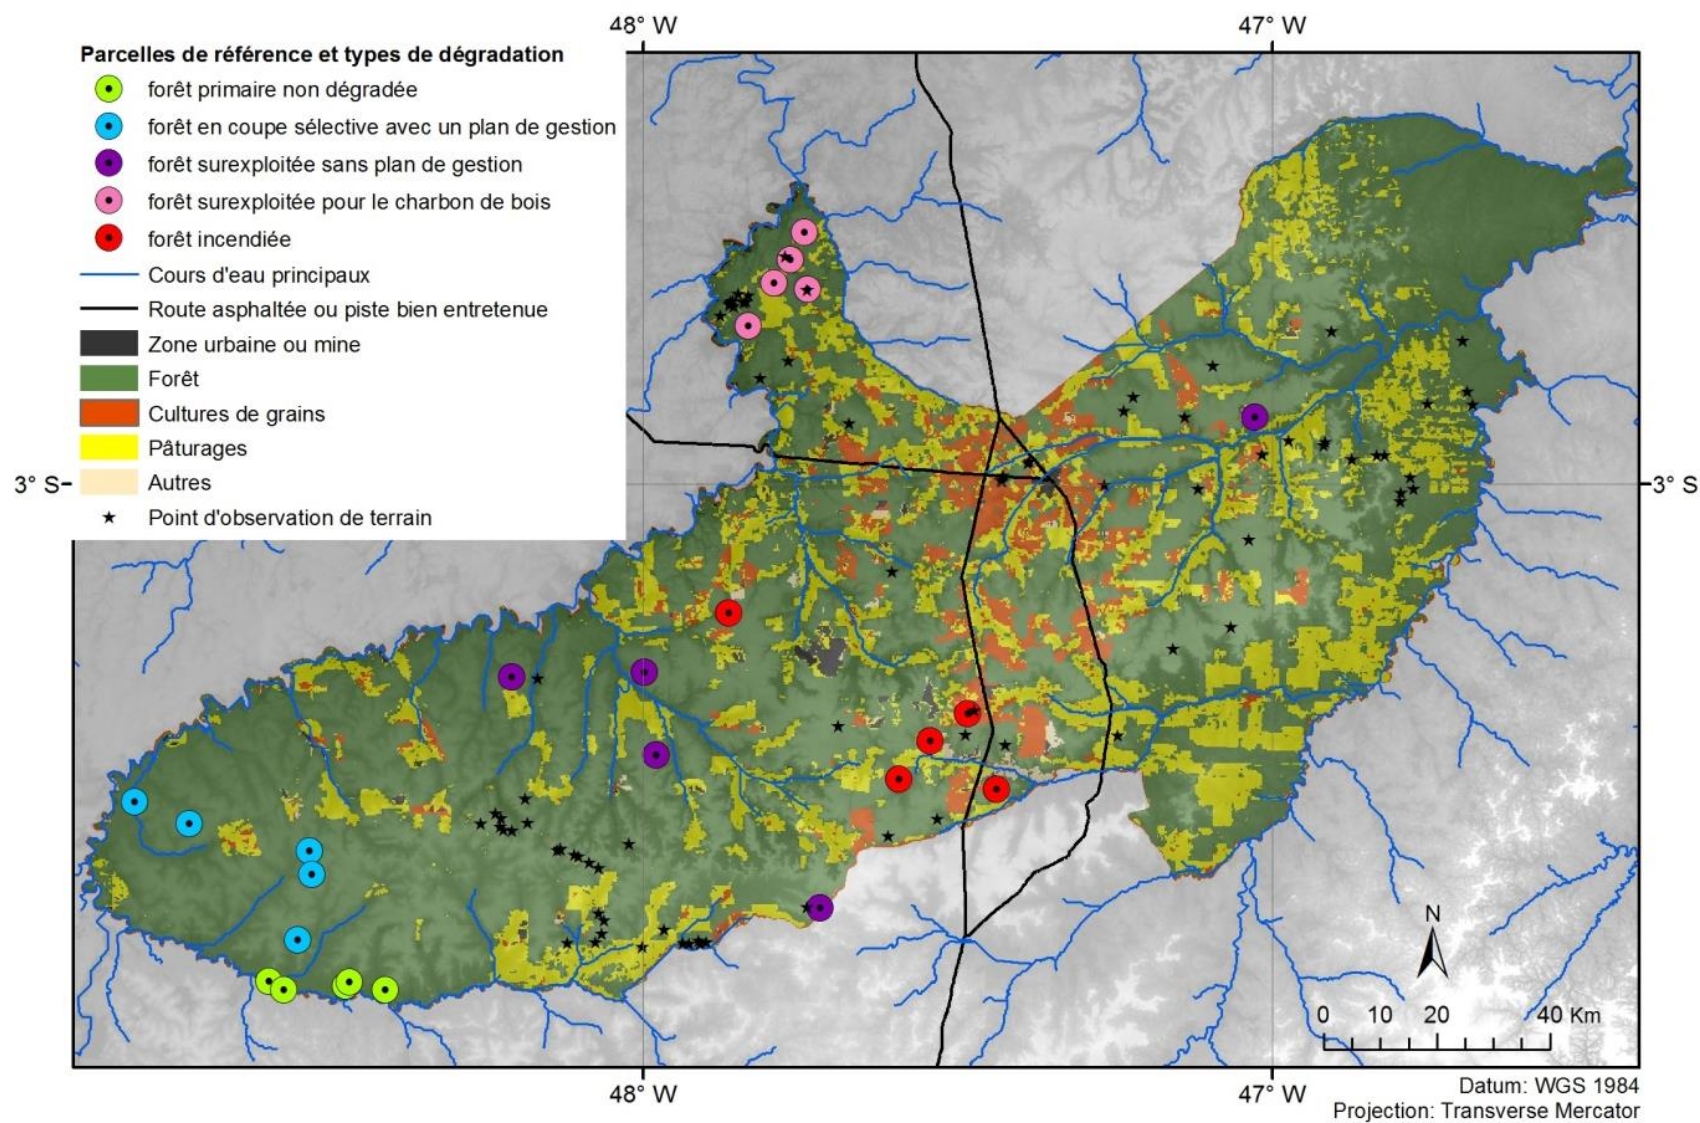 48° W
47° W
Parcelles de référence et types de dégradation
forêt primaire non dégradée
forêt en coupe sélective avec un plan de gestion
forêt surexploitée sans plan de gestion
forêt surexploitée pour le charbon de bois
forêt incendiée
Cours d'eau principaux
Route asphaltée ou piste bien entretenue
Zone urbaine ou mine
Forêt
Cultures de grains
Pâturages
Autres
Point d'observation de terrain
3° S
3° S
N
0 10 20 40 Km
48° W
47° W
Datum: WGS 1984
Projection: Transverse Mercator